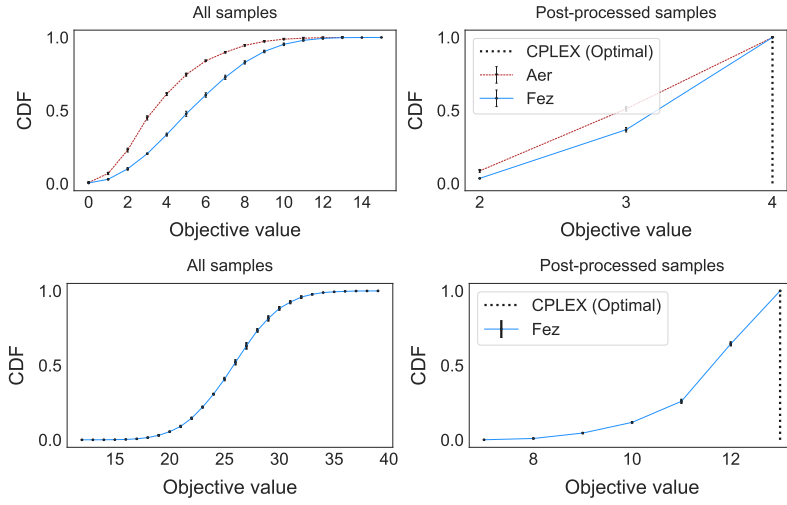 All samples
1.0
0.5
0.0
CDF
0 2 4 6 8 10 12 14
Objective value
Post-processed samples
CPLEX (Optimal)
Aer
Fez
1.0
0.5
0.0
CDF
2 3 4
Objective value
All samples
1.0
0.5
0.0
CDF
15 20 25 30 35 40
Objective value
Post-processed samples
CPLEX (Optimal)
Fez
1.0
0.5
0.0
CDF
8 10 12
Objective value